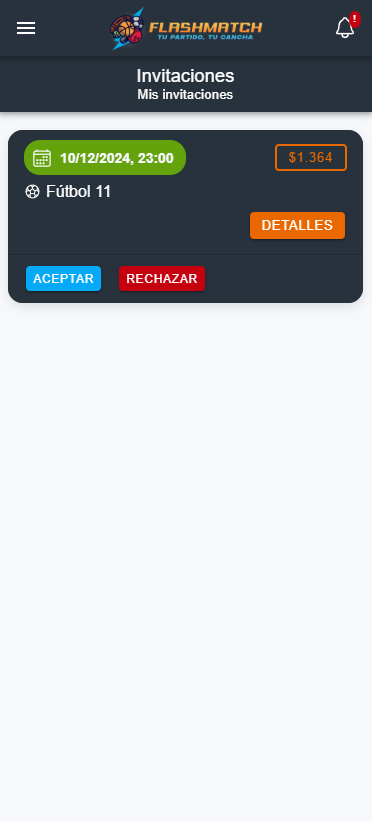 FLASHMATCH
TU PARTIDO, TU CANCHA
!
Invitaciones
Mis invitaciones
10/12/2024, 23:00
$1.364
Fútbol 11
DETALLES
ACEPTAR RECHAZAR